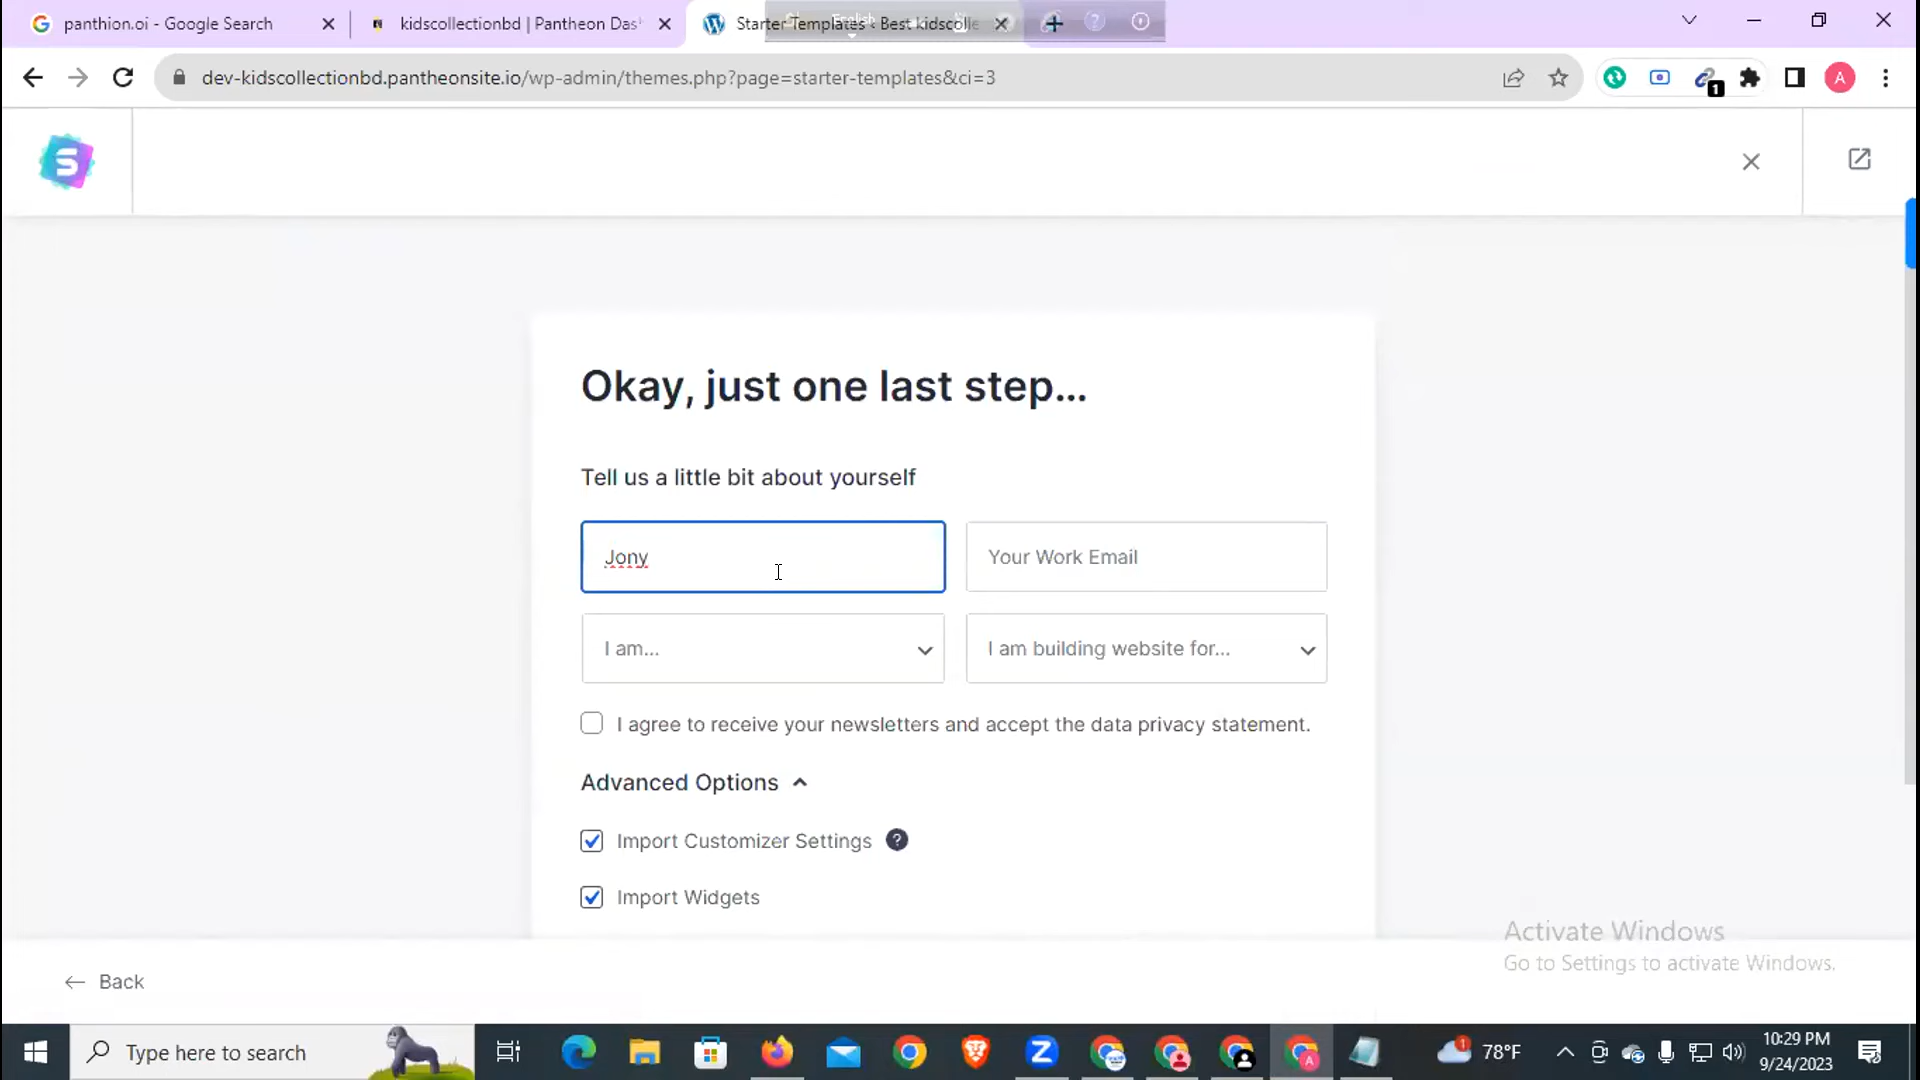 panthion.oi - Google Search
kidscollectionbd | Pantheon Das
Starter Templates ‹ Best kidscolle
dev-kidscollectionbd.pantheonsite.io/wp-admin/themes.php?page=starter-templates&ci=3
1
A
S
Okay, just one last step...
Tell us a little bit about yourself
Jony
Your Work Email
I am...
I am building website for...
I agree to receive your newsletters and accept the data privacy statement.
Advanced Options
Import Customizer Settings ?
Import Widgets
Activate Windows
Go to Settings to activate Windows.
← Back
Type here to search
78°F
10:29 PM
9/24/2023